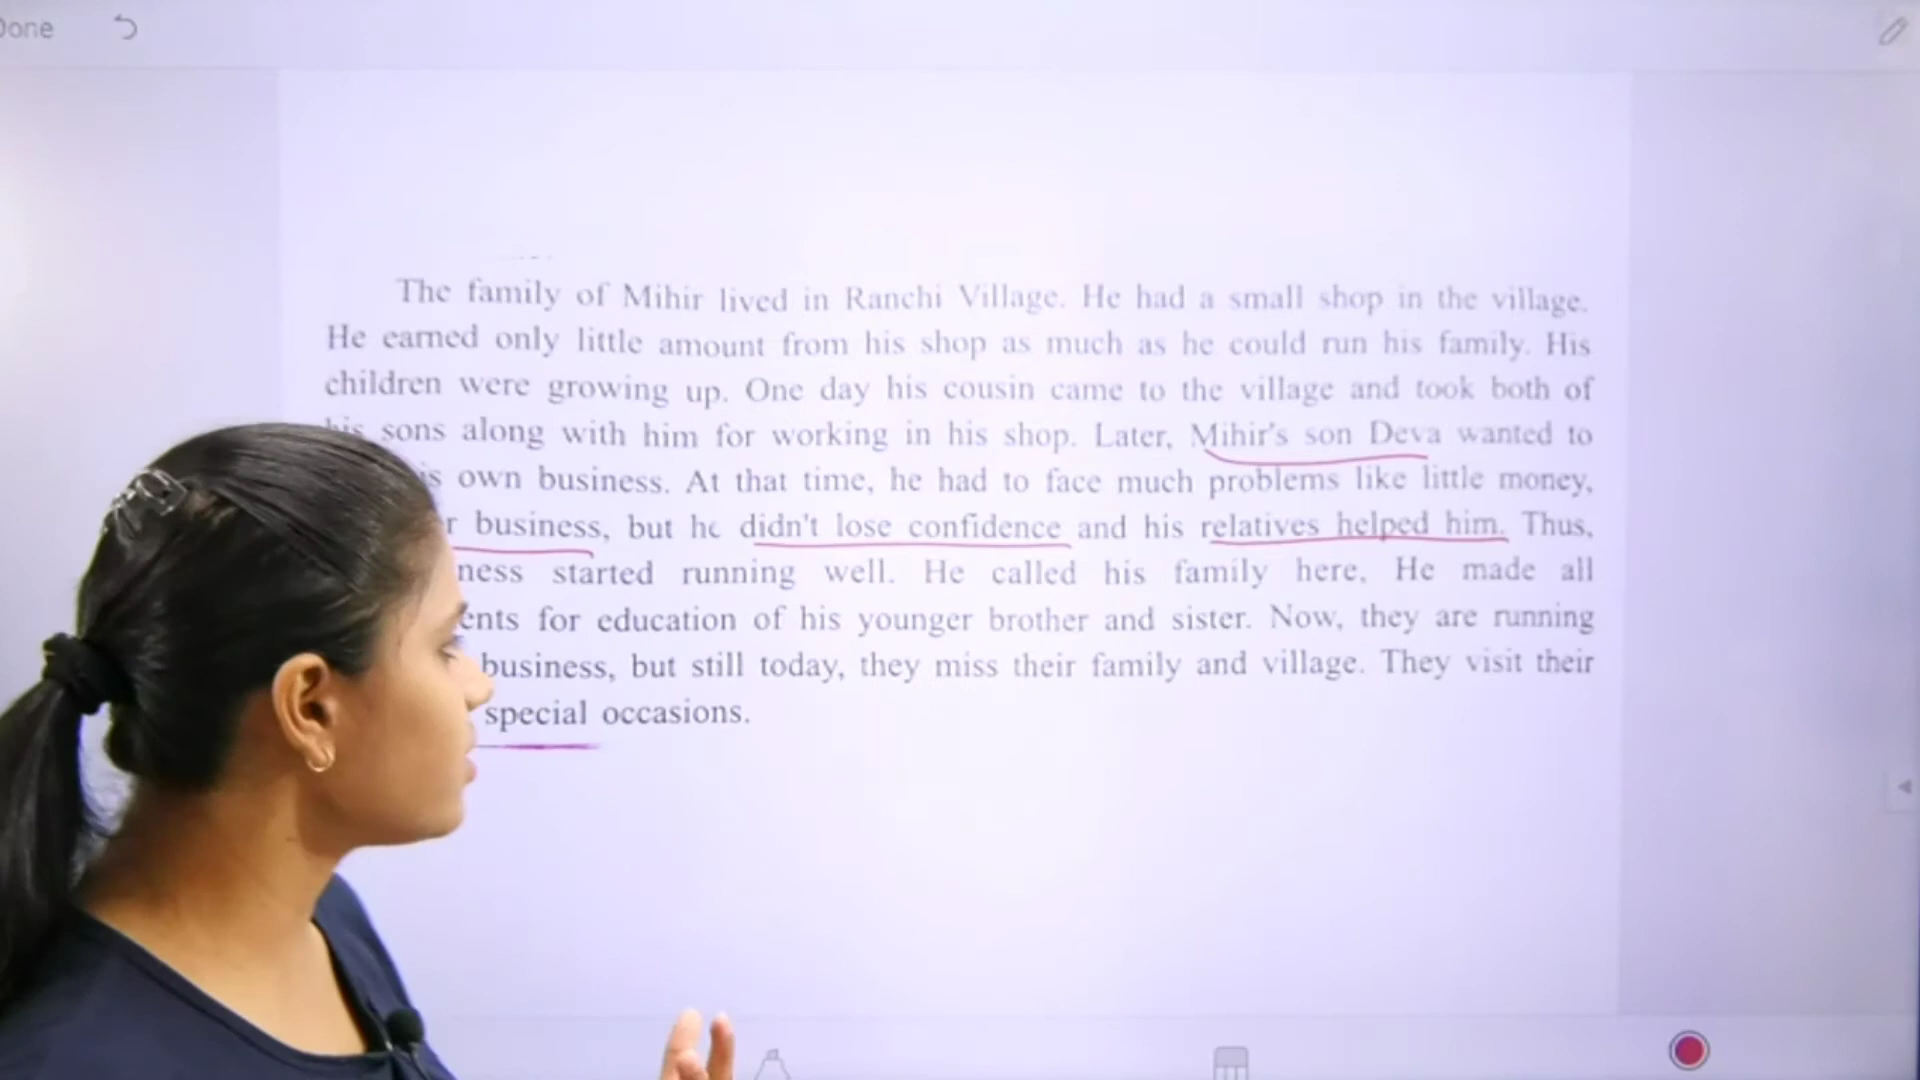 Done
The family of Mihir lived in Ranchi Village. He had a small shop in the village.
He earned only little amount from his shop as much as he could run his family. His
children were growing up. One day his cousin came to the village and took both of
his sons along with him for working in his shop. Later, Mihir's son Deva wanted to
own business. At that time, he had to face much problems like little money,
business, but he didn't lose confidence and his relatives helped him. Thus,
started running well. He called his family here. He made all
for education of his younger brother and sister. Now, they are running
business, but still today, they miss their family and village. They visit their
special occasions.